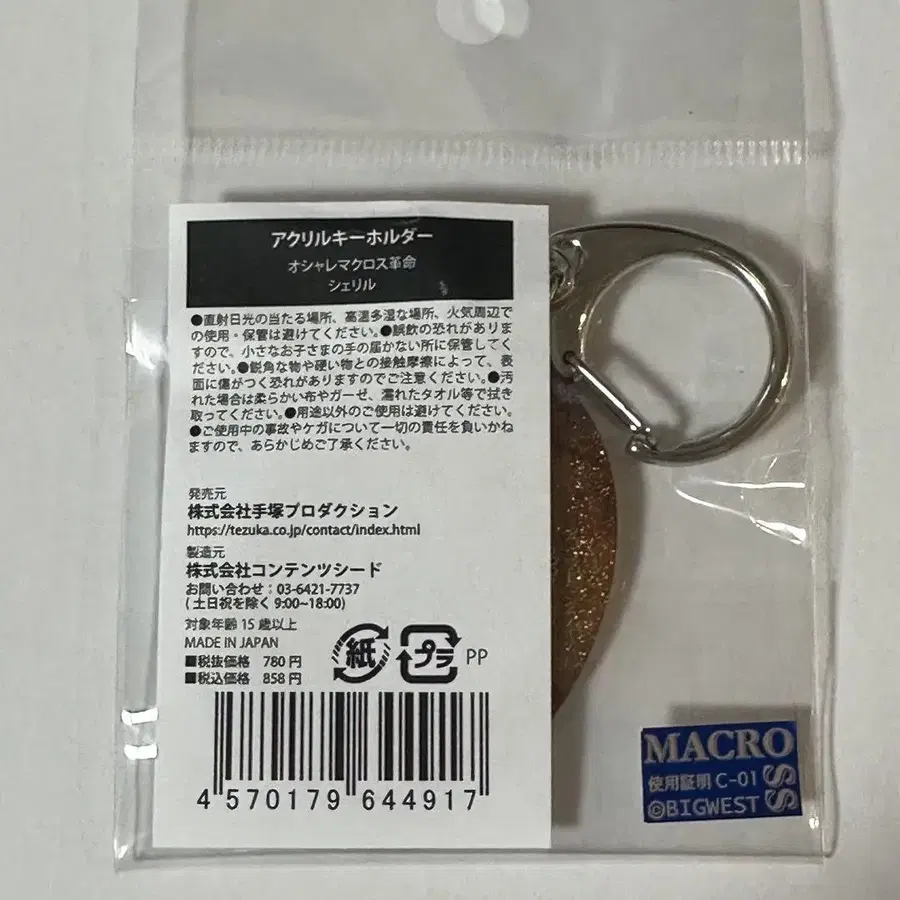 アクリルキーホルダー
オシャレマクロス革命
シェリル
●直射日光の当たる場所、高温多湿な場所、火気周辺で
の使用・保管は避けてください。●誤飲の恐れがありま
すので、小さなお子さまの手の届かない所に保管してく
ださい。●鋭角な物や硬い物との接触摩擦によって、表
面に傷がつく恐れがありますのでご注意ください。●汚
れた場合は柔らかい布やガーゼ、濡れたタオル等で拭き
取ってください。●用途以外のご使用は避けてください。
●ご使用中の事故やケガについて一切の責任を負いかね
ますので、あらかじめご了承ください。
発売元
株式会社手塚プロダクション
https://tezuka.co.jp/contact/index.html
製造元
株式会社コンテンツシード
お問い合わせ：03-6421-7737
(土日祝を除く 9:00~18:00)
対象年齢 15 歳以上
MADE IN JAPAN
■税抜価格 780 円
■税込価格 858 円
紙 プラ PP
4 570179 644917
MACROSS
使用証明 C-01
©BIGWEST